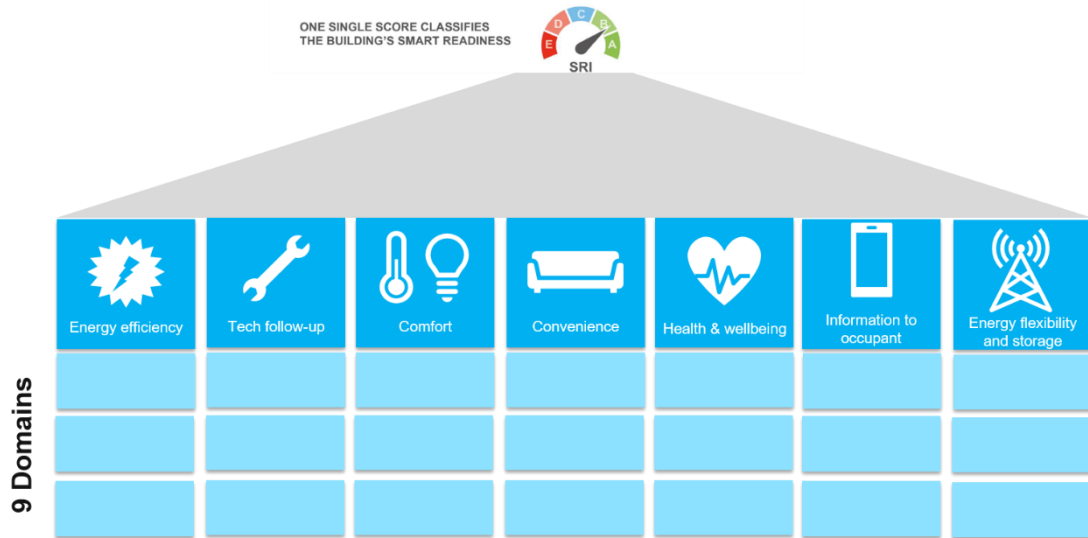 ONE SINGLE SCORE CLASSIFIES
THE BUILDING'S SMART READINESS
E D C B A
SRI
Energy efficiency
Tech follow-up
Comfort
Convenience
Health & wellbeing
Information to
occupant
Energy flexibility
and storage
9 Domains